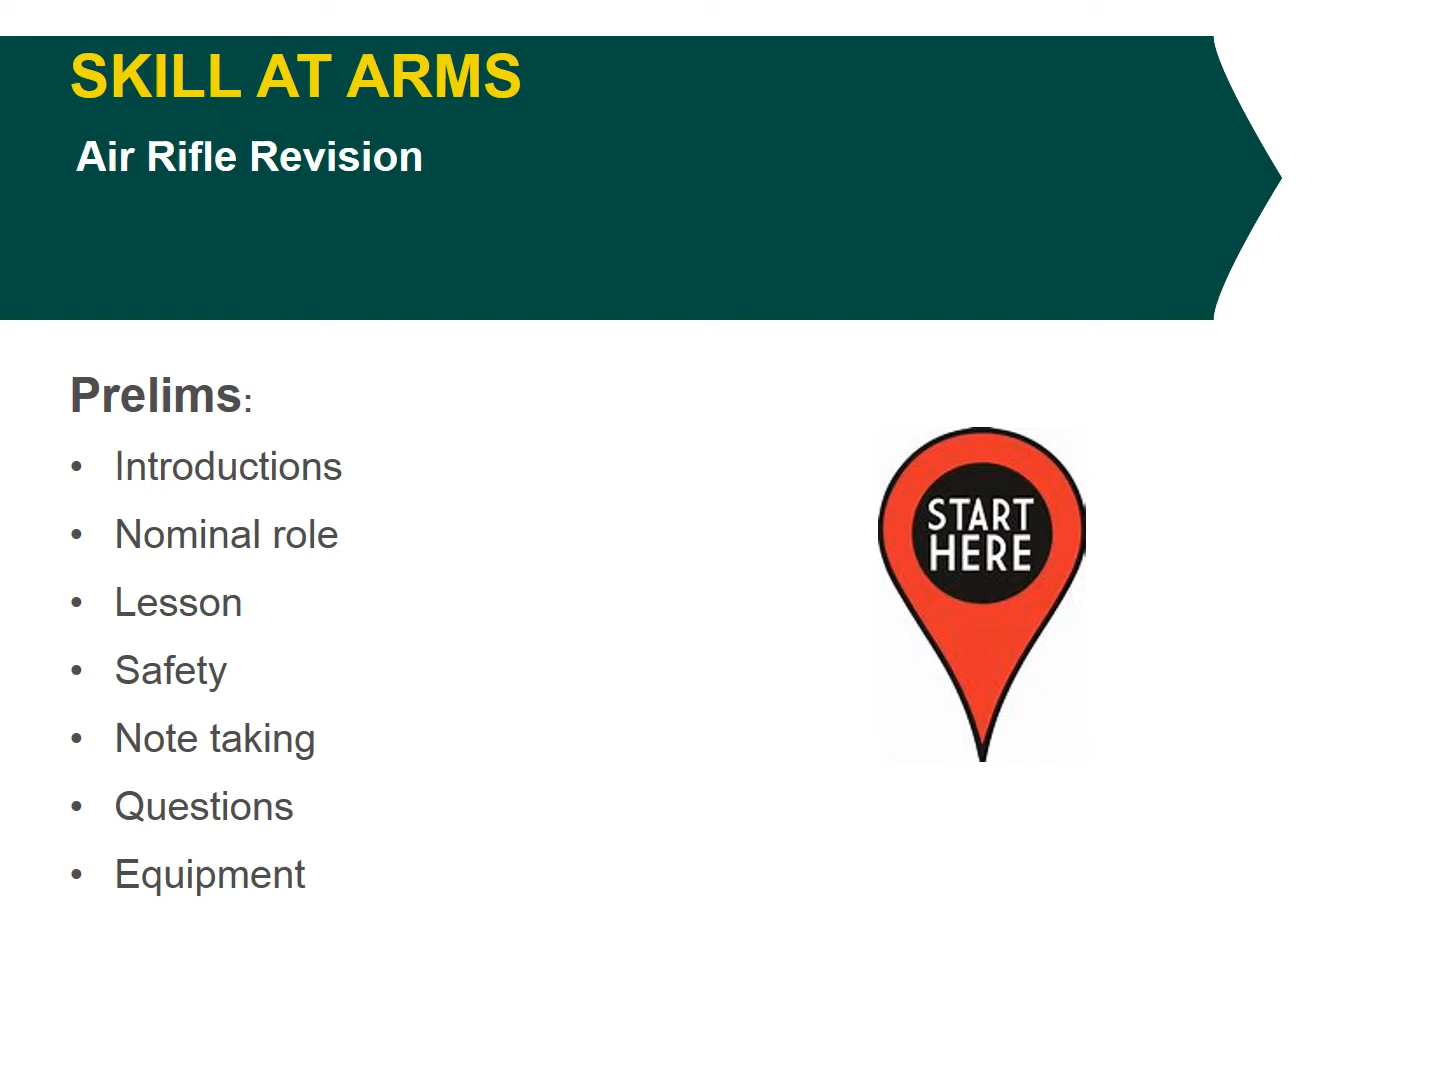 SKILL AT ARMS
Air Rifle Revision
Prelims:
• Introductions
• Nominal role
• Lesson
• Safety
• Note taking
• Questions
• Equipment
START
HERE